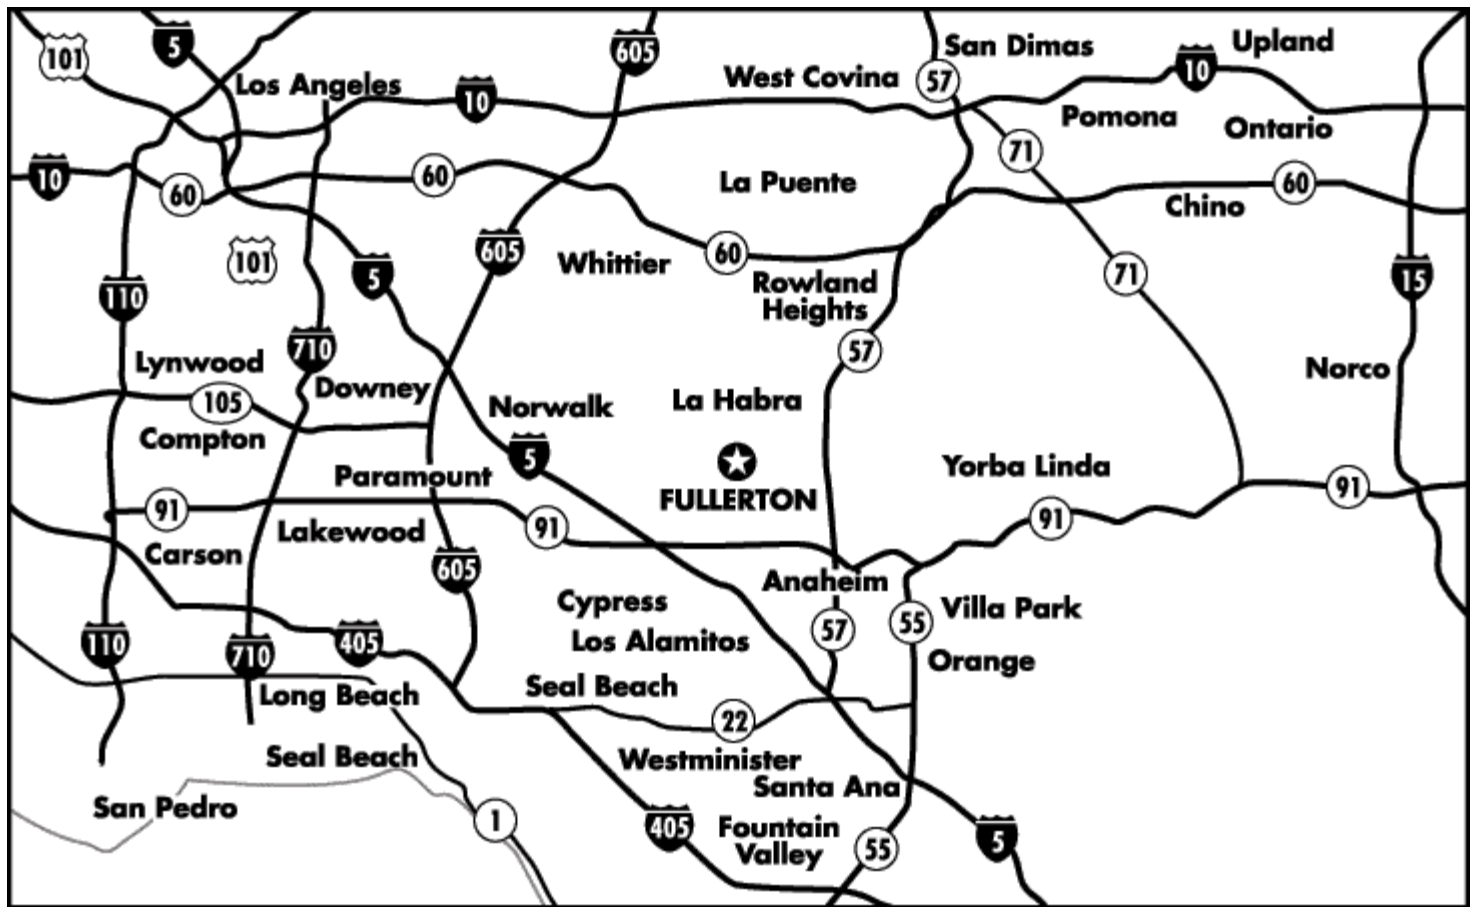 101
5
605
San Dimas
Upland
57
West Covina
10
Los Angeles
10
Pomona
Ontario
71
10
60
60
La Puente
60
Chino
101
605
Whittier
60
5
71
15
Rowland
Heights
110
710
57
Lynwood
Norco
Downey
105
La Habra
Norwalk
Compton
5
Yorba Linda
Paramount
FULLERTON
91
91
91
91
Lakewood
Carson
605
Anaheim
Cypress
Villa Park
57
55
110
710
405
Los Alamitos
Orange
Seal Beach
Long Beach
22
Seal Beach
Westminister
Santa Ana
San Pedro
1
405
Fountain
Valley
55
5